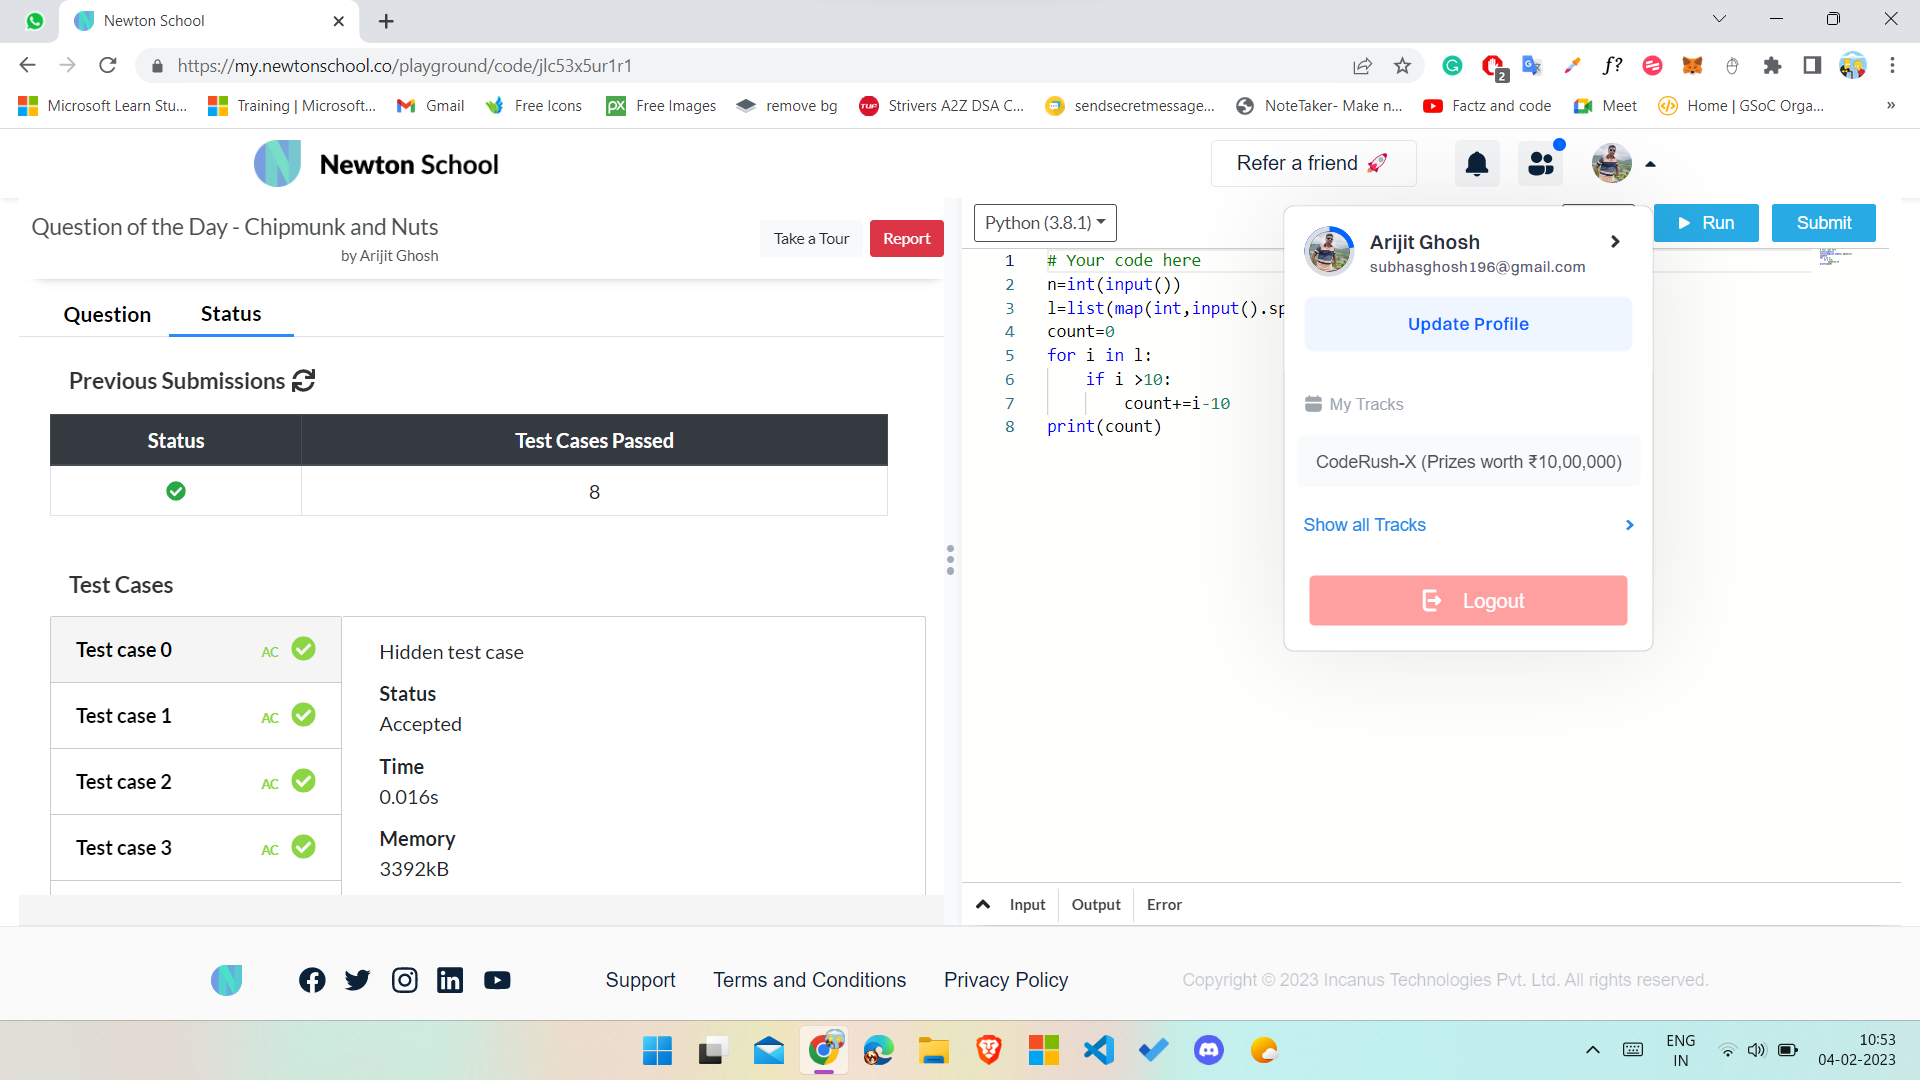 Newton School
https://my.newtonschool.co/playground/code/jlc53x5ur1r1
f?
2
Microsoft Learn Stu...
Training | Microsoft...
Gmail
Free Icons
Free Images
remove bg
Strivers A2Z DSA C...
sendsecretmessage...
NoteTaker- Make n...
Factz and code
Meet
Home | GSoC Orga...
»
Newton School
Refer a friend 🚀
Question of the Day - Chipmunk and Nuts
by Arijit Ghosh
Take a Tour
Report
Question
Status
Previous Submissions
Status
Test Cases Passed
8
Test Cases
Test case 0 AC
Test case 1 AC
Test case 2 AC
Test case 3 AC
Hidden test case
Status
Accepted
Time
0.016s
Memory
3392kB
Python (3.8.1)
Run
Submit
1 # Your code here
2 n=int(input())
3 l=list(map(int,input().sp
4 count=0
5 for i in l:
6 if i >10:
7 count+=i-10
8 print(count)
Arijit Ghosh
subhasghosh196@gmail.com
Update Profile
My Tracks
CodeRush-X (Prizes worth ₹10,00,000)
Show all Tracks
Logout
Input
Output
Error
Support
Terms and Conditions
Privacy Policy
Copyright © 2023 Incanus Technologies Pvt. Ltd. All rights reserved.
ENG
IN
10:53
04-02-2023